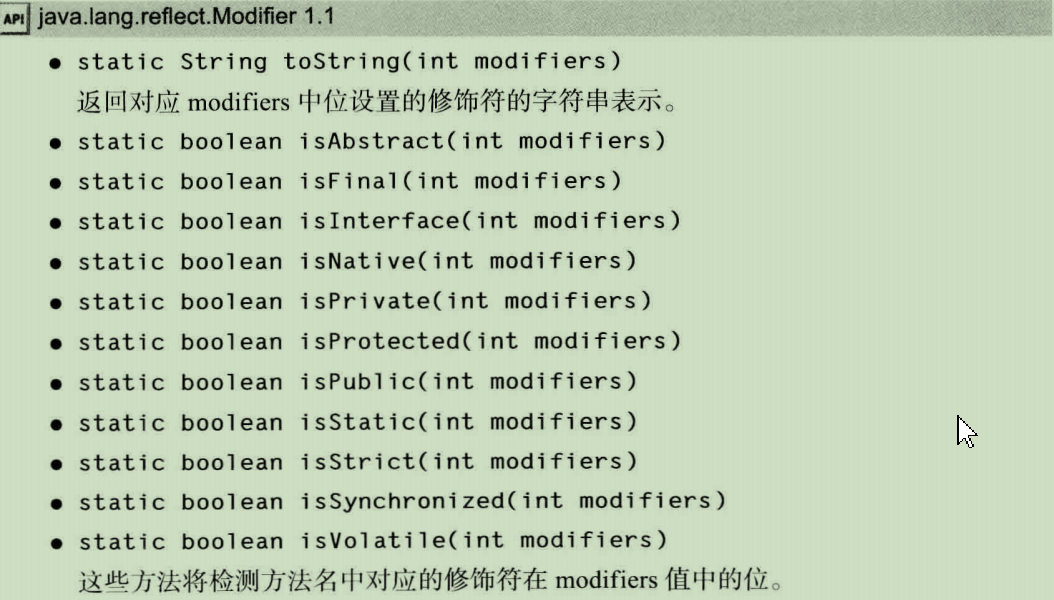 API java.lang.reflect.Modifier 1.1
● static String toString(int modifiers)
返回对应 modifiers 中位设置的修饰符的字符串表示。
● static boolean isAbstract(int modifiers)
● static boolean isFinal(int modifiers)
● static boolean isInterface(int modifiers)
● static boolean isNative(int modifiers)
● static boolean isPrivate(int modifiers)
● static boolean isProtected(int modifiers)
● static boolean isPublic(int modifiers)
● static boolean isStatic(int modifiers)
● static boolean isStrict(int modifiers)
● static boolean isSynchronized(int modifiers)
● static boolean isVolatile(int modifiers)
这些方法将检测方法名中对应的修饰符在 modifiers 值中的位。